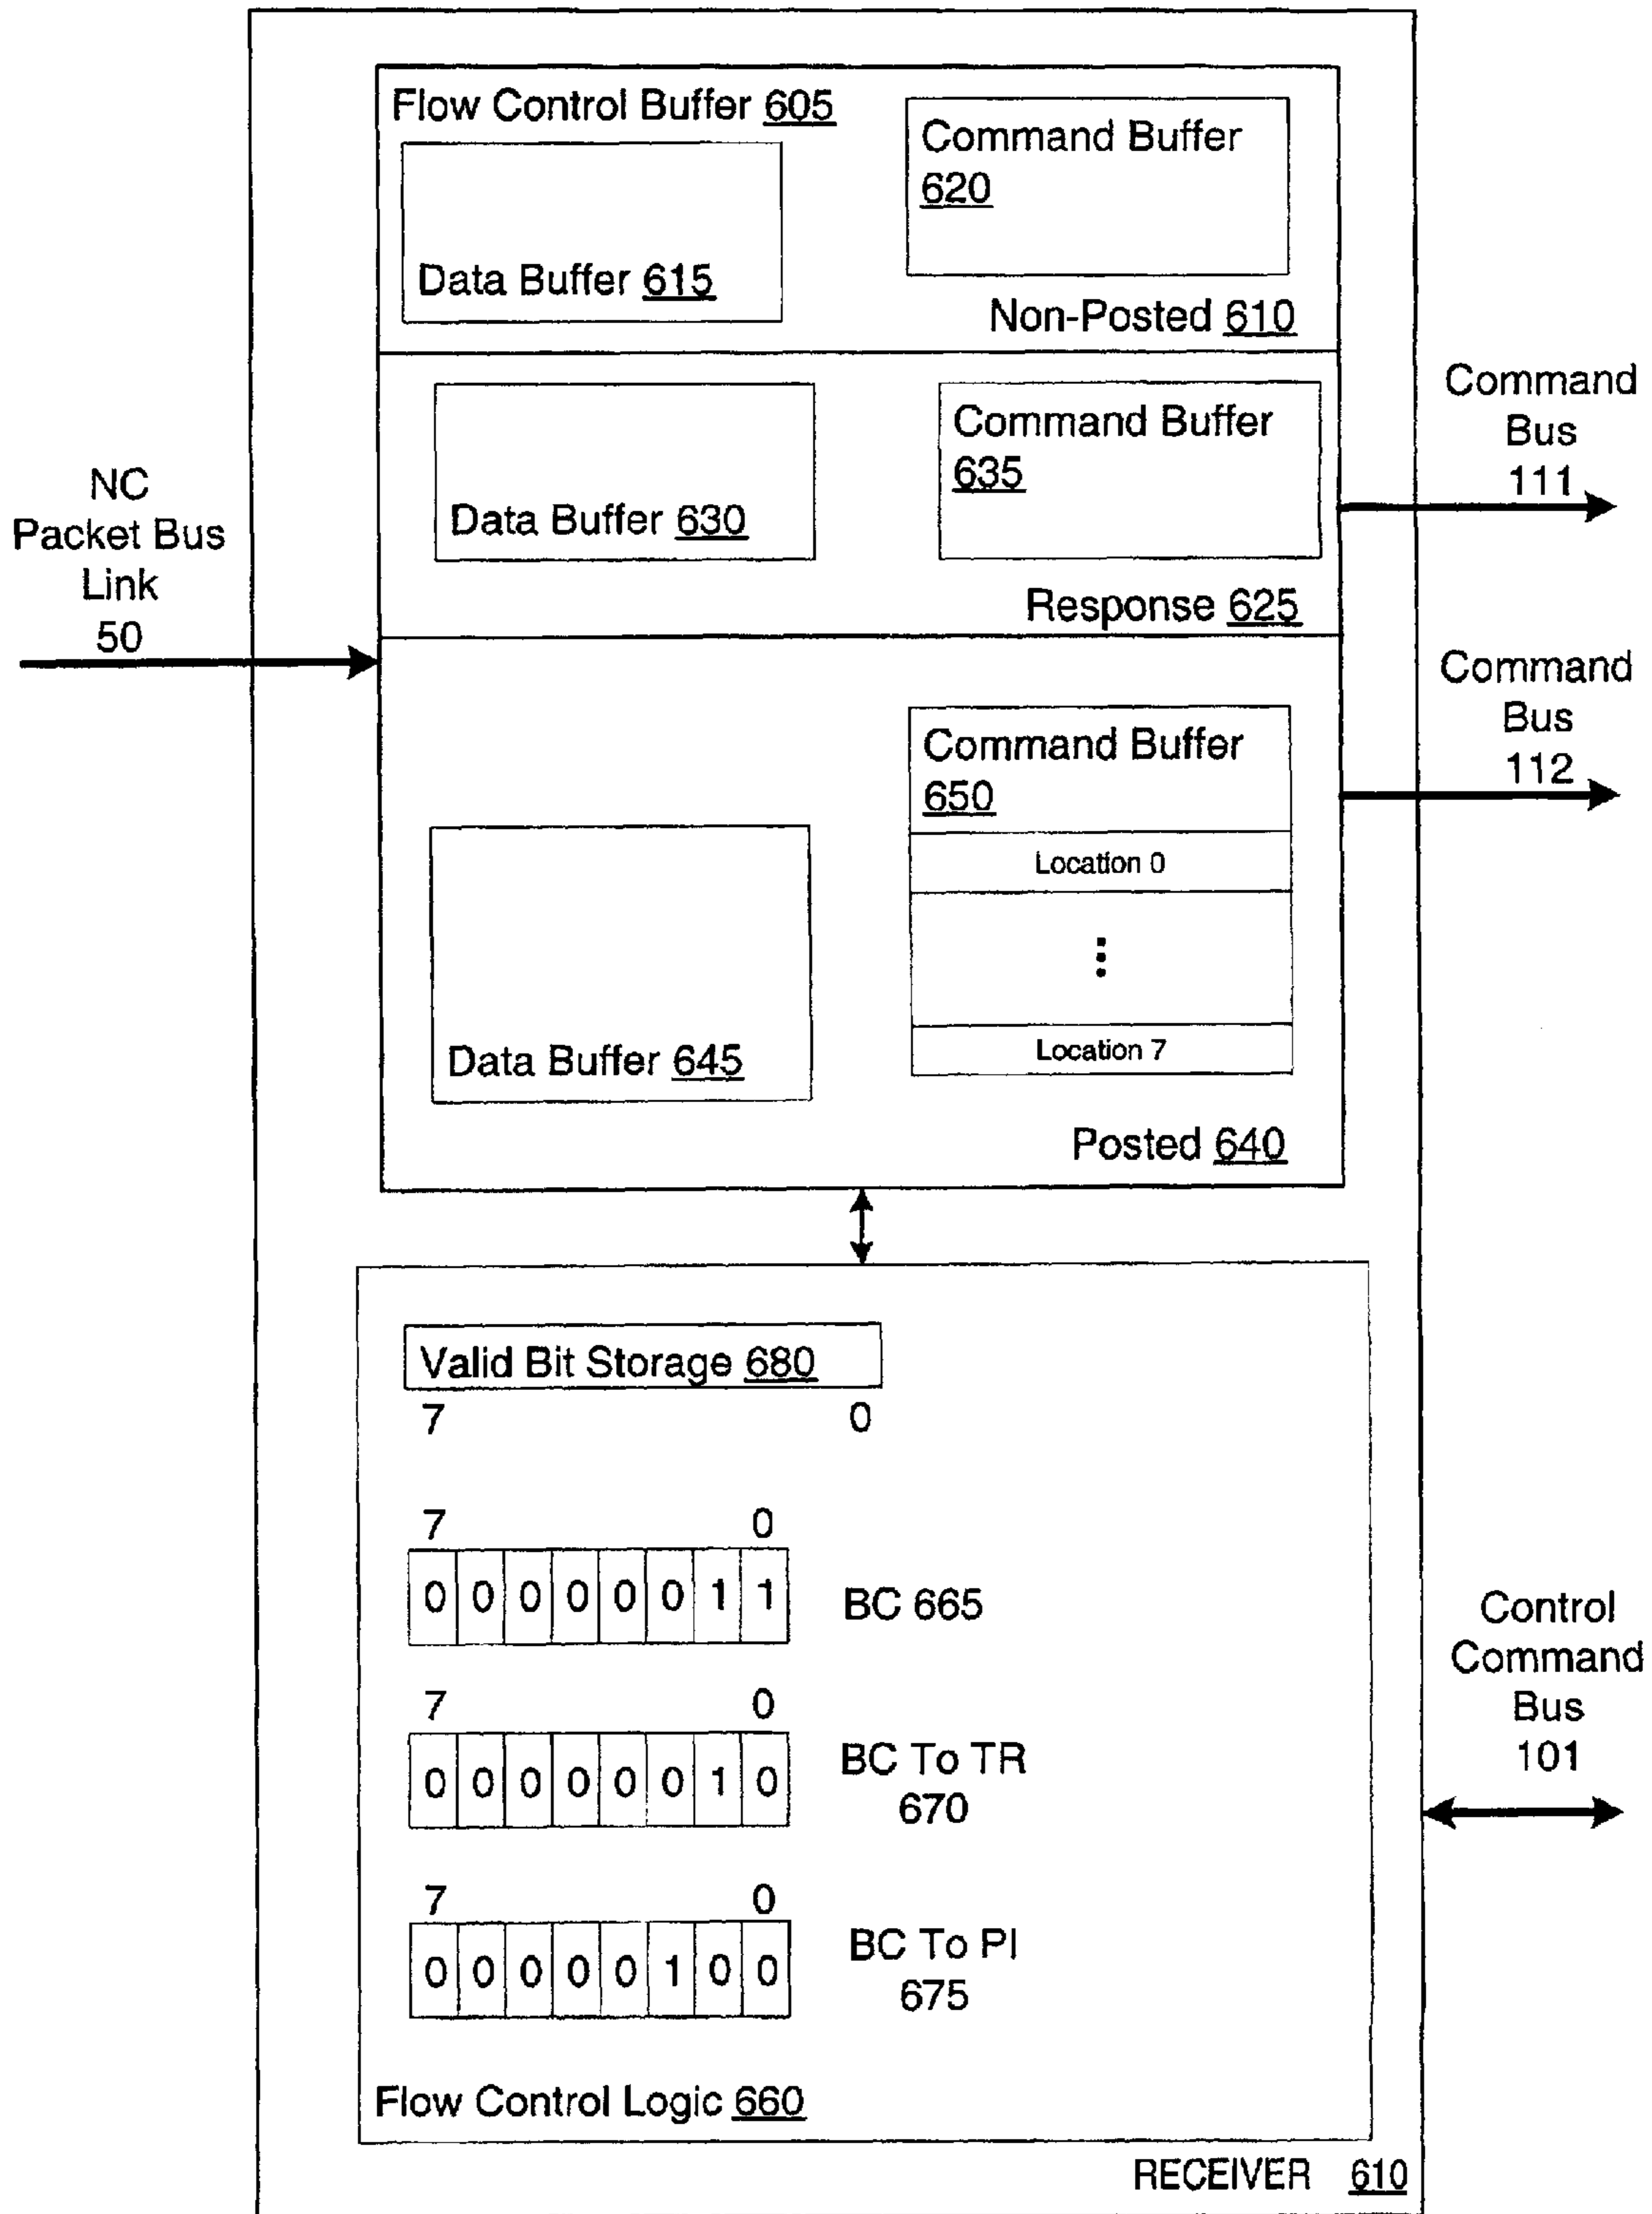 Flow Control Buffer 605
Command Buffer
620
Data Buffer 615
Non-Posted 610
Command Buffer
635
Data Buffer 630
Response 625
Command
Bus
111
NC
Packet Bus
Link
50
Command
Bus
112
Command Buffer
650
Location 0
Location 7
Data Buffer 645
Posted 640
Valid Bit Storage 680
7 0
7 0
0 0 0 0 0 0 1 1
BC 665
7 0
0 0 0 0 0 0 1 0
BC To TR
670
7 0
0 0 0 0 0 1 0 0
BC To PI
675
Control
Command
Bus
101
Flow Control Logic 660
RECEIVER 610